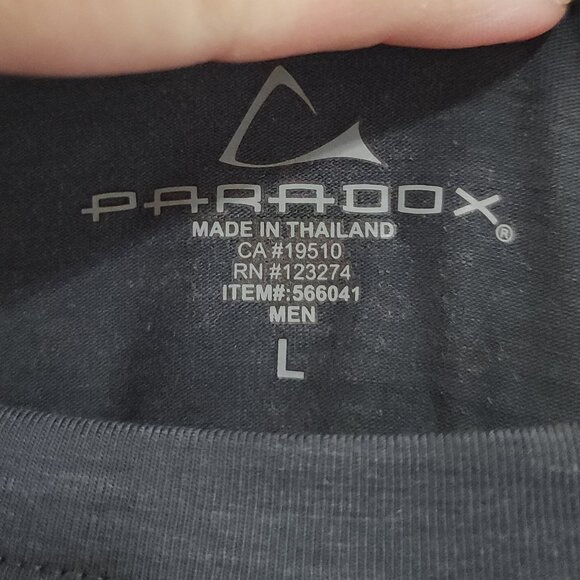 PARADOX®
MADE IN THAILAND
CA #19510
RN #123274
ITEM#:566041
MEN
L